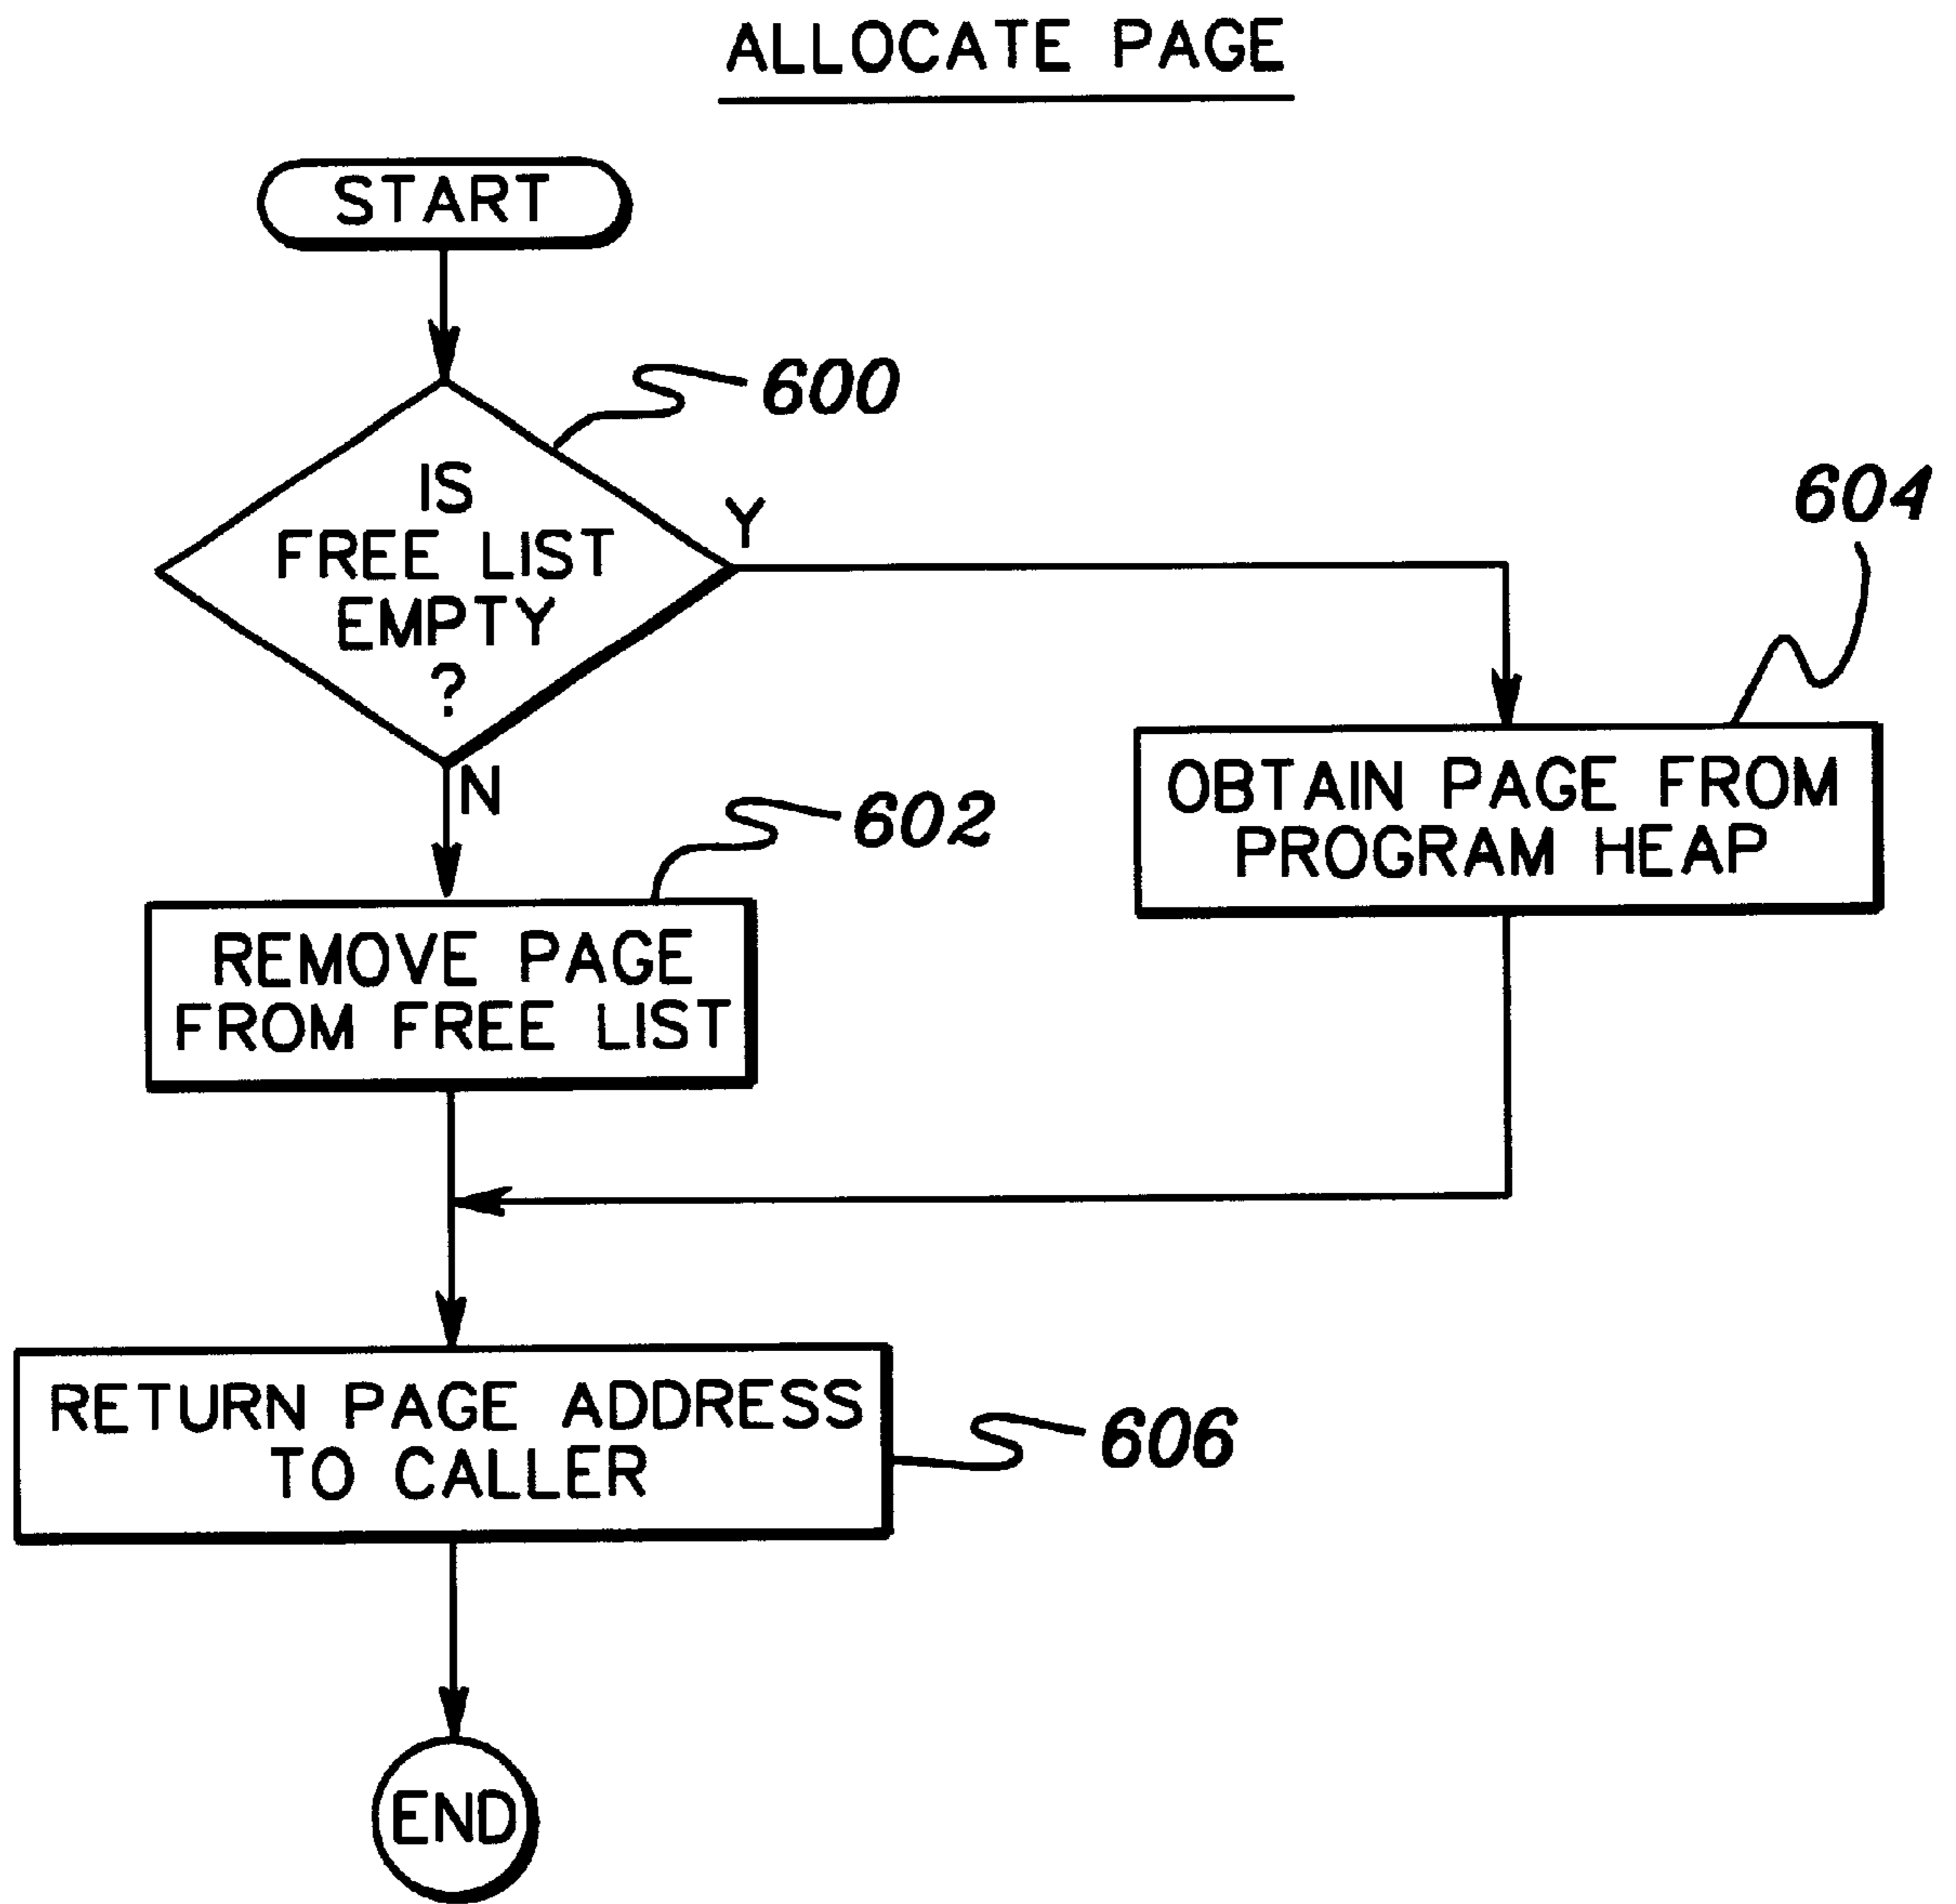 ALLOCATE PAGE
START
600
IS
FREE LIST
EMPTY
?
Y
N
604
OBTAIN PAGE FROM
PROGRAM HEAP
602
REMOVE PAGE
FROM FREE LIST
RETURN PAGE ADDRESS
TO CALLER
606
END